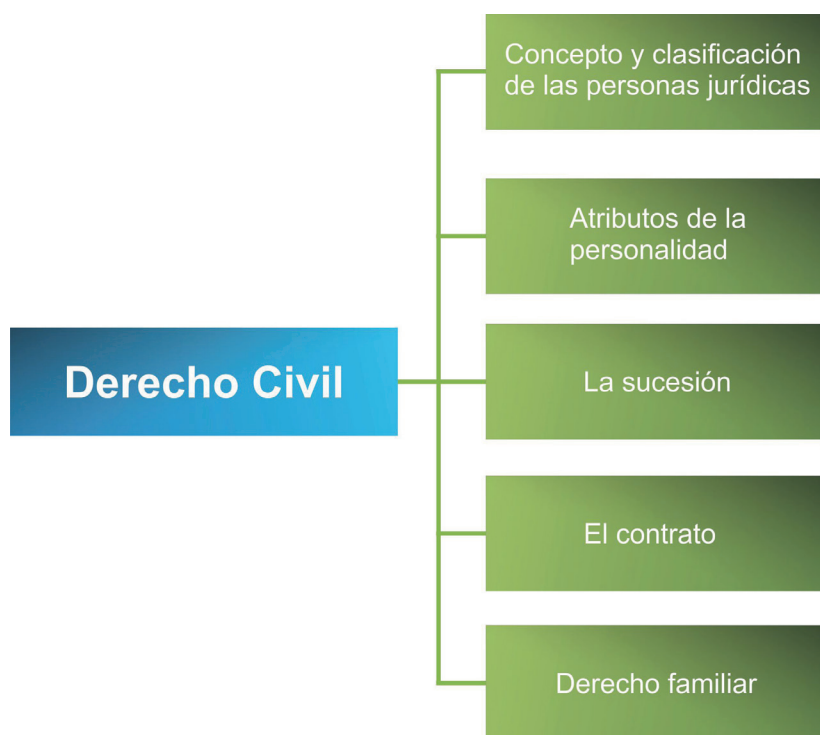 Concepto y clasificación
de las personas jurídicas
Atributos de la
personalidad
Derecho Civil
La sucesión
El contrato
Derecho familiar